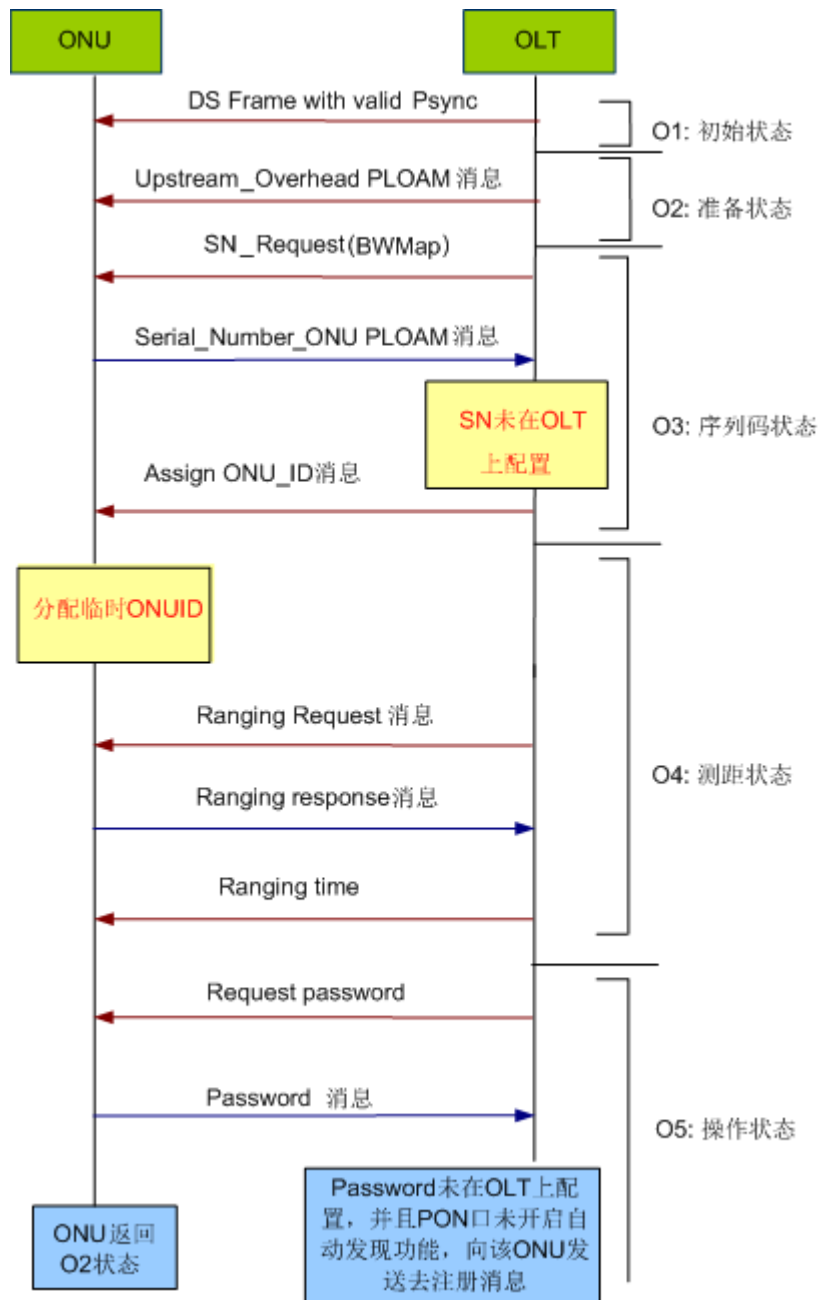 ONU
OLT
DS Frame with valid Psync
O1: 初始状态
Upstream_Overhead PLOAM 消息
O2: 准备状态
SN_Request(BWMap)
Serial_Number_ONU PLOAM消息
SN未在OLT
上配置
O3: 序列码状态
Assign ONU_ID消息
分配临时ONUID
Ranging Request 消息
O4: 测距状态
Ranging response消息
Ranging time
Request password
Password 消息
O5: 操作状态
Password未在OLT上配
置，并且PON口未开启自
动发现功能，向该ONU发
送去注册消息
ONU返回
O2状态